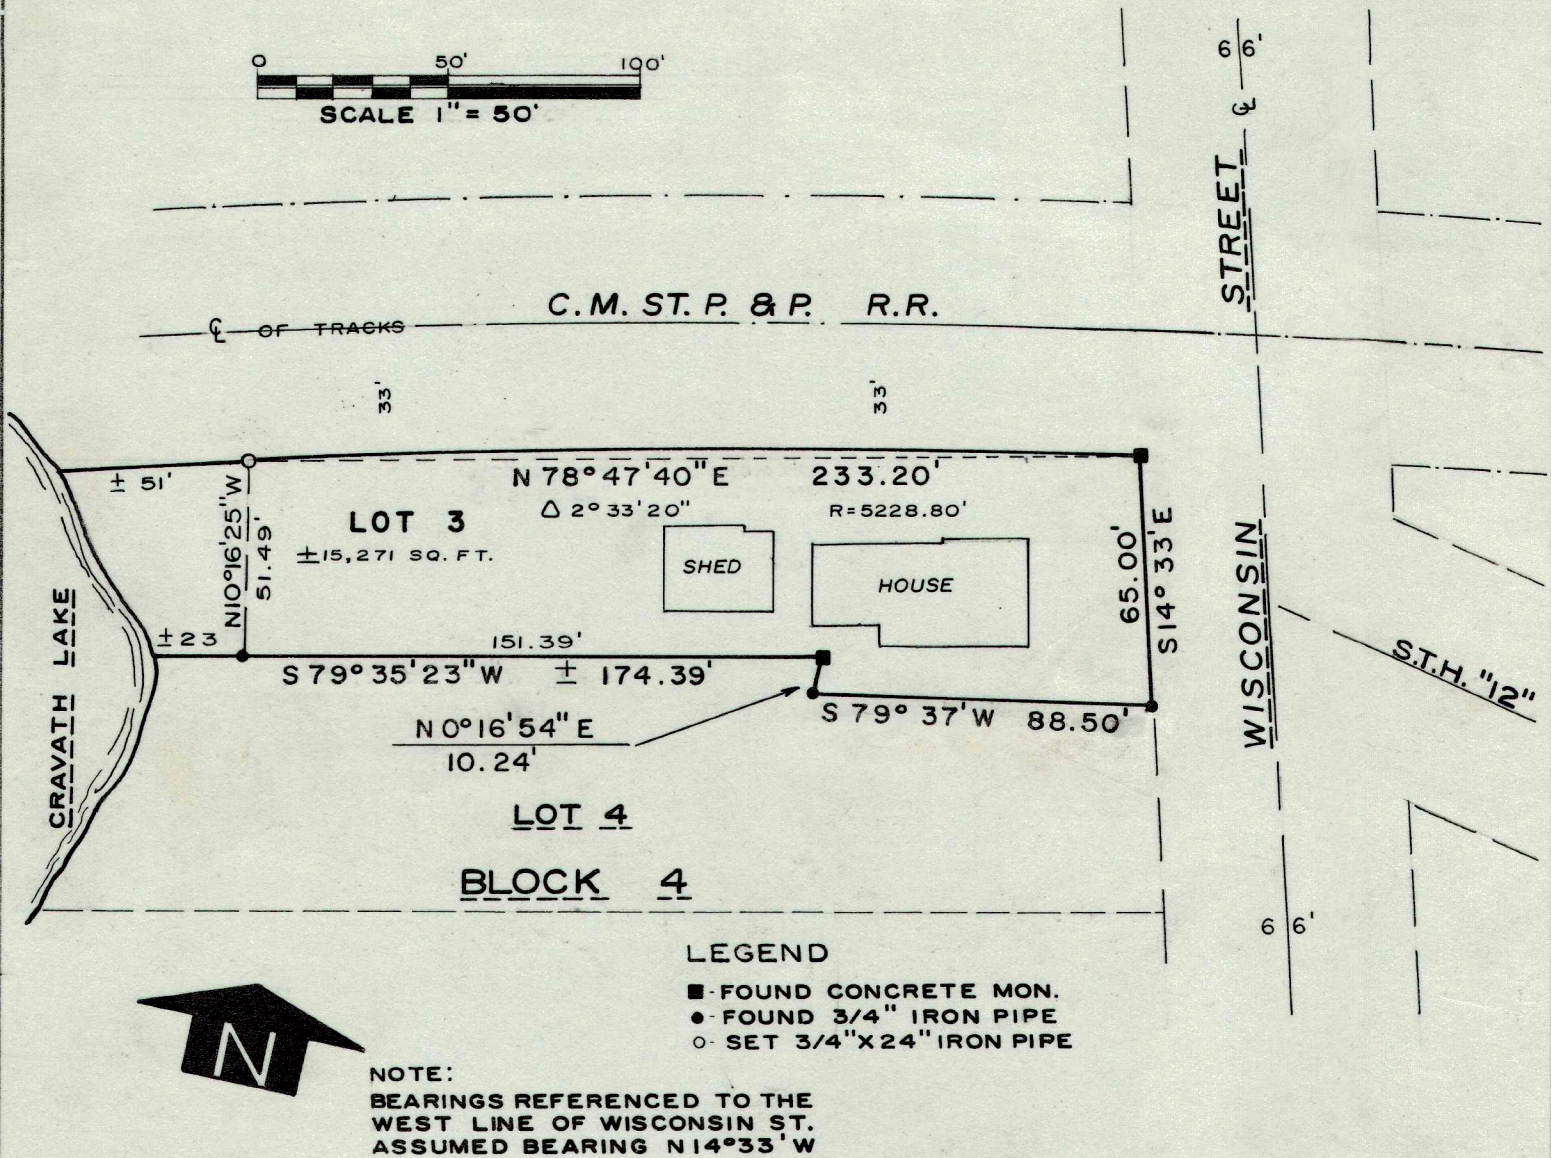 0 50' 100'
SCALE 1" = 50'
6 6'
℄
STREET
C.M. ST. P. & P. R.R.
℄ OF TRACKS
33'
33'
± 51'
N 78°47'40" E 233.20'
△ 2°33'20" R=5228.80'
N10°16'25"W
51.49'
LOT 3
±15,271 SQ. FT.
SHED
HOUSE
65.00'
S14°33'E
WISCONSIN
S.T.H. "12"
CRAVATH LAKE
±23
151.39'
S 79°35'23" W ± 174.39'
S 79° 37' W 88.50'
N 0°16'54" E
10.24'
LOT 4
BLOCK 4
6 6'
LEGEND
■-FOUND CONCRETE MON.
●-FOUND 3/4" IRON PIPE
○- SET 3/4"X24" IRON PIPE
N
NOTE:
BEARINGS REFERENCED TO THE
WEST LINE OF WISCONSIN ST.
ASSUMED BEARING N14°33'W